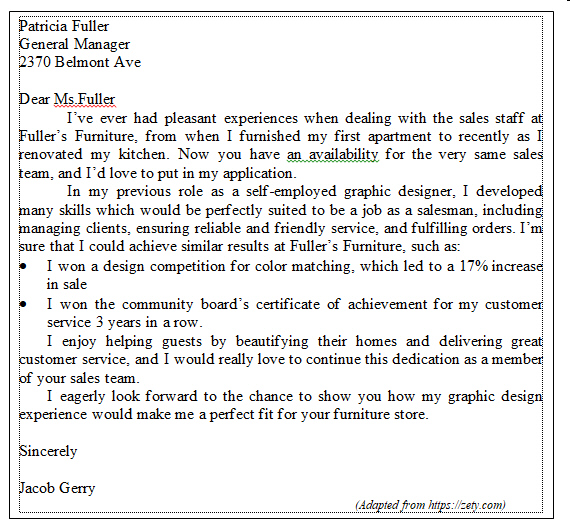 Patricia Fuller
General Manager
2370 Belmont Ave
Dear Ms.Fuller
I've ever had pleasant experiences when dealing with the sales staff at
Fuller's Furniture, from when I furnished my first apartment to recently as I
renovated my kitchen. Now you have an availability for the very same sales
team, and I'd love to put in my application.
In my previous role as a self-employed graphic designer, I developed
many skills which would be perfectly suited to be a job as a salesman, including
managing clients, ensuring reliable and friendly service, and fulfilling orders. I'm
sure that I could achieve similar results at Fuller's Furniture, such as:
• I won a design competition for color matching, which led to a 17% increase
in sale
• I won the community board's certificate of achievement for my customer
service 3 years in a row.
I enjoy helping guests by beautifying their homes and delivering great
customer service, and I would really love to continue this dedication as a member
of your sales team.
I eagerly look forward to the chance to show you how my graphic design
experience would make me a perfect fit for your furniture store.
Sincerely
Jacob Gerry
(Adapted from https://zety.com)